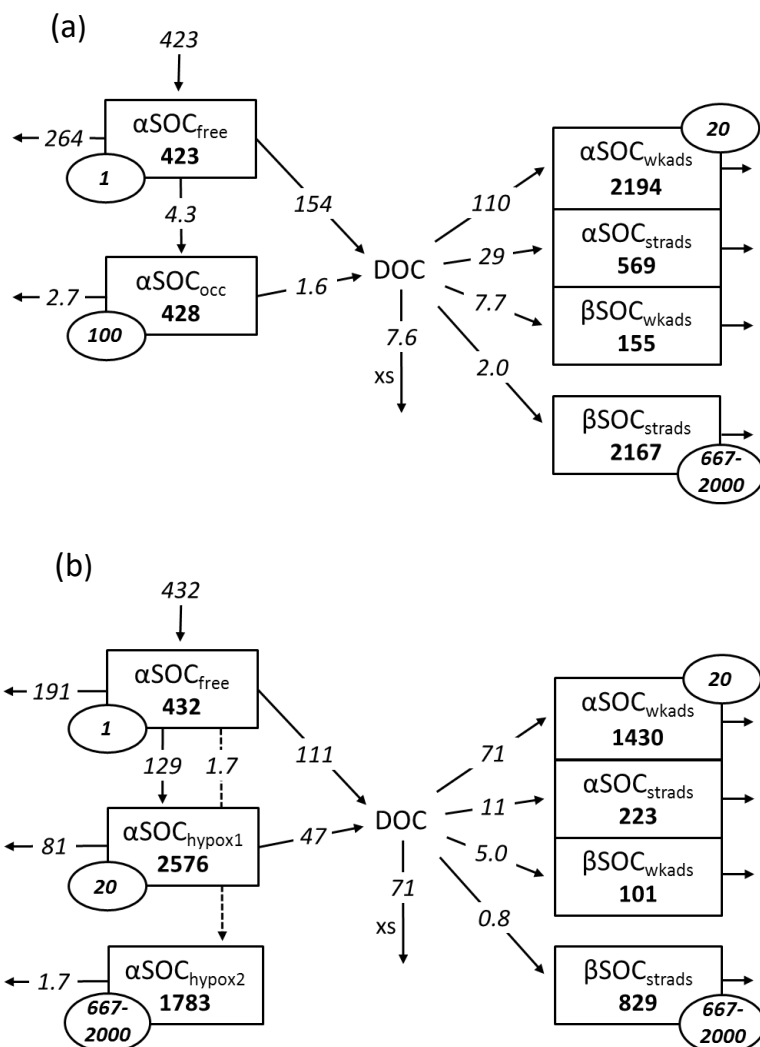 (a)
423
αSOCfree
423
264
1
4.3
154
αSOCocc
428
2.7
100
1.6
DOC
7.6
xs
110
29
7.7
2.0
20
αSOCwkads
2194
αSOCstrads
569
βSOCwkads
155
βSOCstrads
2167
667-
2000
(b)
432
αSOCfree
432
191
1
129
1.7
111
αSOChypox1
2576
81
20
47
αSOChypox2
1783
1.7
667-
2000
DOC
71
xs
71
11
5.0
0.8
20
αSOCwkads
1430
αSOCstrads
223
βSOCwkads
101
βSOCstrads
829
667-
2000